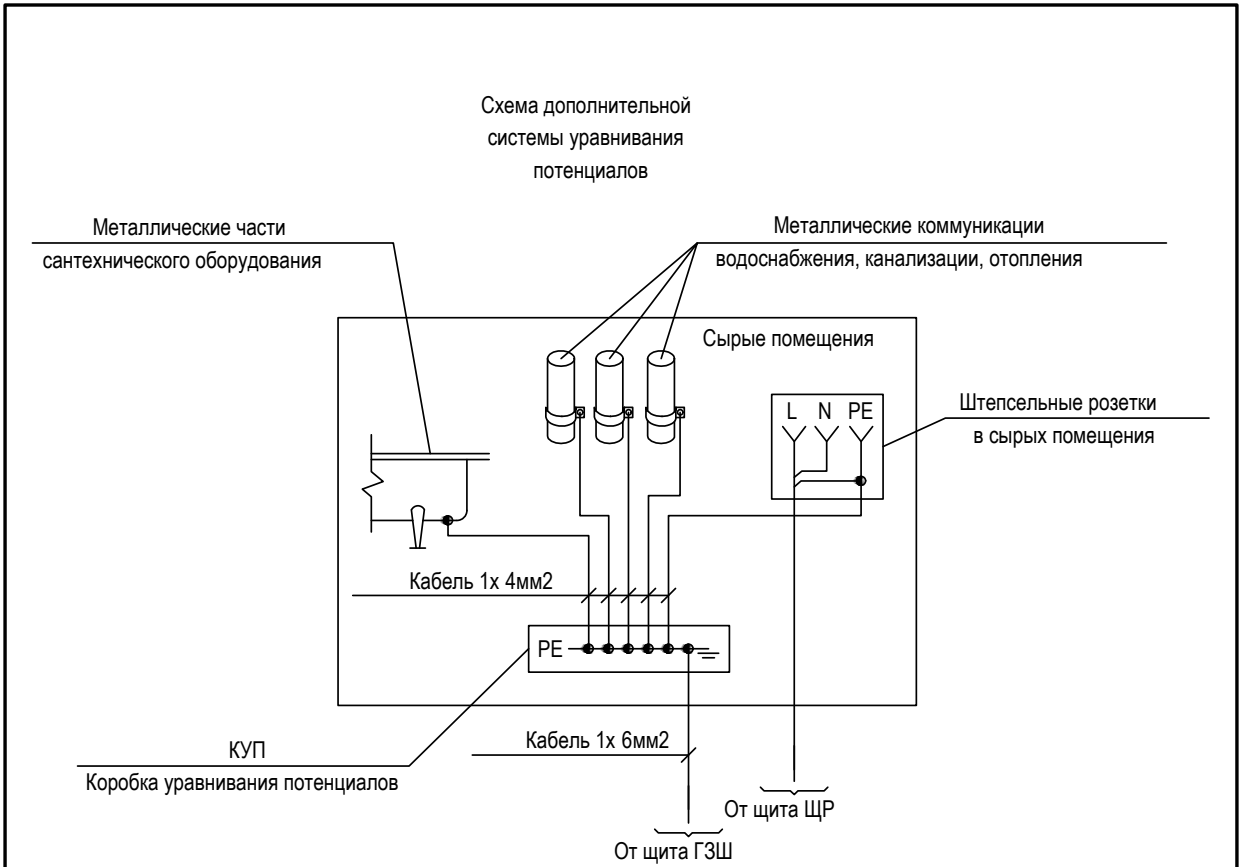 Схема дополнительной
системы уравнивания
потенциалов
Металлические части
сантехнического оборудования
Металлические коммуникации
водоснабжения, канализации, отопления
Сырые помещения
L N PE
Штепсельные розетки
в сырых помещения
Кабель 1х 4мм2
PE
КУП
Коробка уравнивания потенциалов
Кабель 1х 6мм2
От щита ЩР
От щита ГЗШ